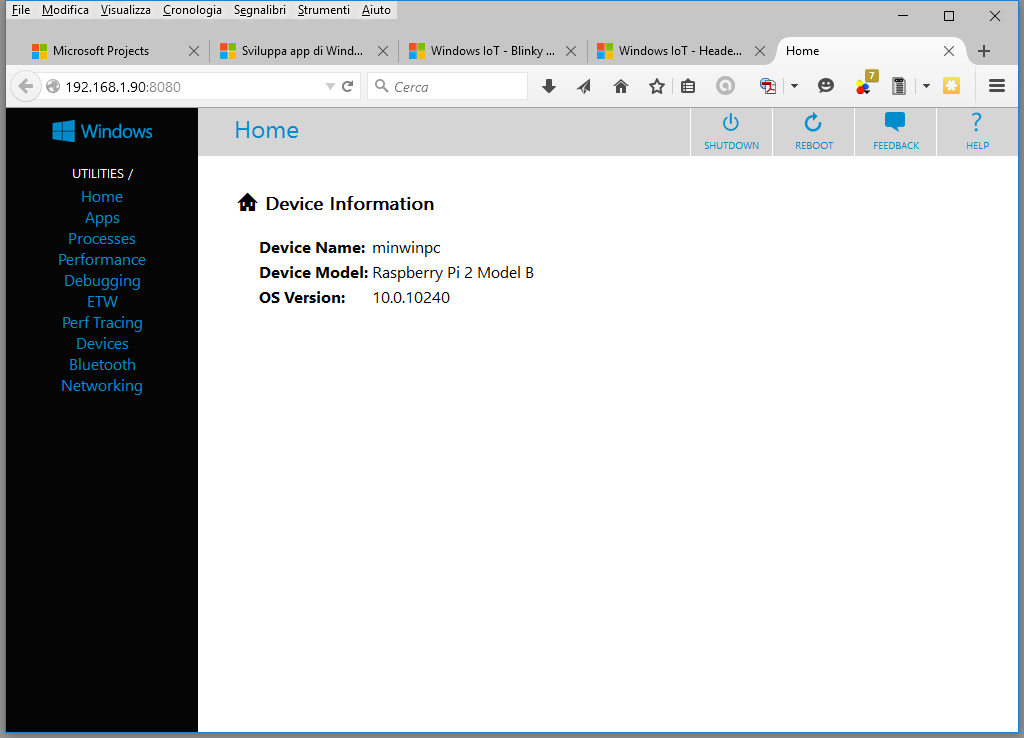 File Modifica Visualizza Cronologia Segnalibri Strumenti Aiuto
Microsoft Projects Sviluppa app di Wind... Windows IoT - Blinky ... Windows IoT - Heade... Home
192.168.1.90:8080 Cerca 7
Windows Home SHUTDOWN REBOOT FEEDBACK ? HELP
UTILITIES /
Home
Apps
Processes
Performance
Debugging
ETW
Perf Tracing
Devices
Bluetooth
Networking
Device Information
Device Name: minwinpc
Device Model: Raspberry Pi 2 Model B
OS Version: 10.0.10240